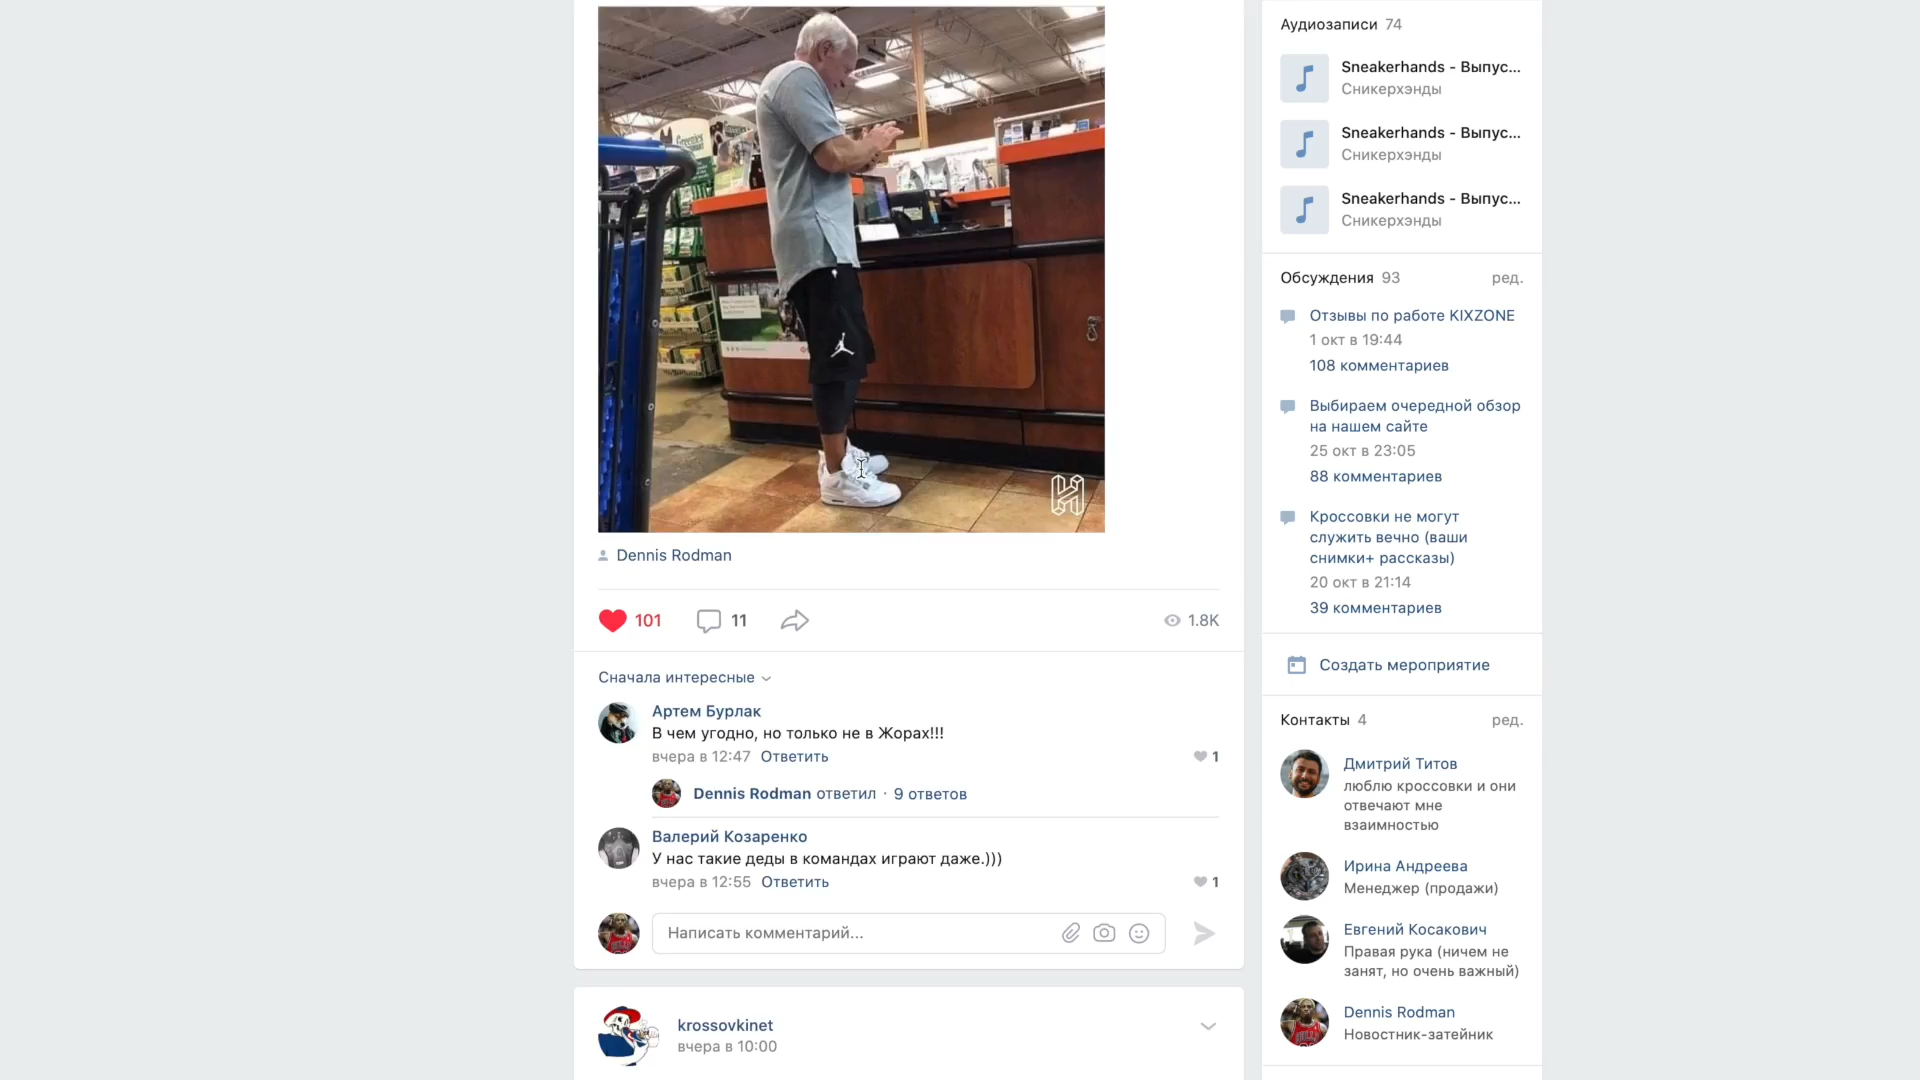 Dennis Rodman
101
11
1.8K
Сначала интересные
Артем Бурлак
В чем угодно, но только не в Жорах!!!
вчера в 12:47 Ответить
1
Dennis Rodman ответил · 9 ответов
Валерий Козаренко
У нас такие деды в командах играют даже.)))
вчера в 12:55 Ответить
1
Написать комментарий...
krossovkinet
вчера в 10:00
Аудиозаписи 74
Sneakerhands - Выпус...
Сникерхэнды
Sneakerhands - Выпус...
Сникерхэнды
Sneakerhands - Выпус...
Сникерхэнды
Обсуждения 93 ред.
Отзывы по работе KIXZONE
1 окт в 19:44
108 комментариев
Выбираем очередной обзор
на нашем сайте
25 окт в 23:05
88 комментариев
Кроссовки не могут
служить вечно (ваши
снимки+ рассказы)
20 окт в 21:14
39 комментариев
Создать мероприятие
Контакты 4 ред.
Дмитрий Титов
люблю кроссовки и они
отвечают мне
взаимностью
Ирина Андреева
Менеджер (продажи)
Евгений Косакович
Правая рука (ничем не
занят, но очень важный)
Dennis Rodman
Новостник-затейник